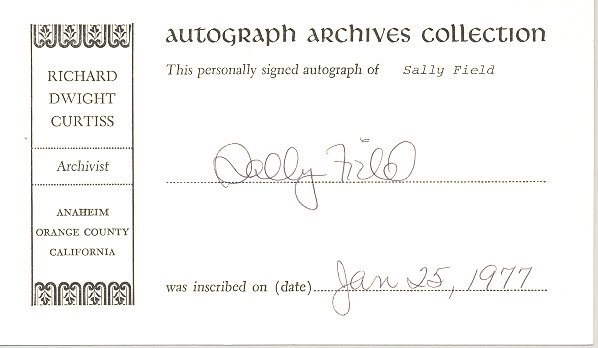 RICHARD
DWIGHT
CURTISS
Archivist
ANAHEIM
ORANGE COUNTY
CALIFORNIA
autograph archives collection
This personally signed autograph of Sally Field
Sally Field
was inscribed on (date) Jan 25, 1977